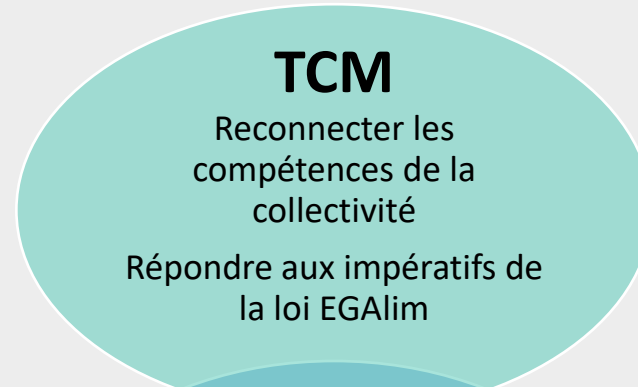 TCM
Reconnecter les
compétences de la
collectivité
Répondre aux impératifs de
la loi EGAlim